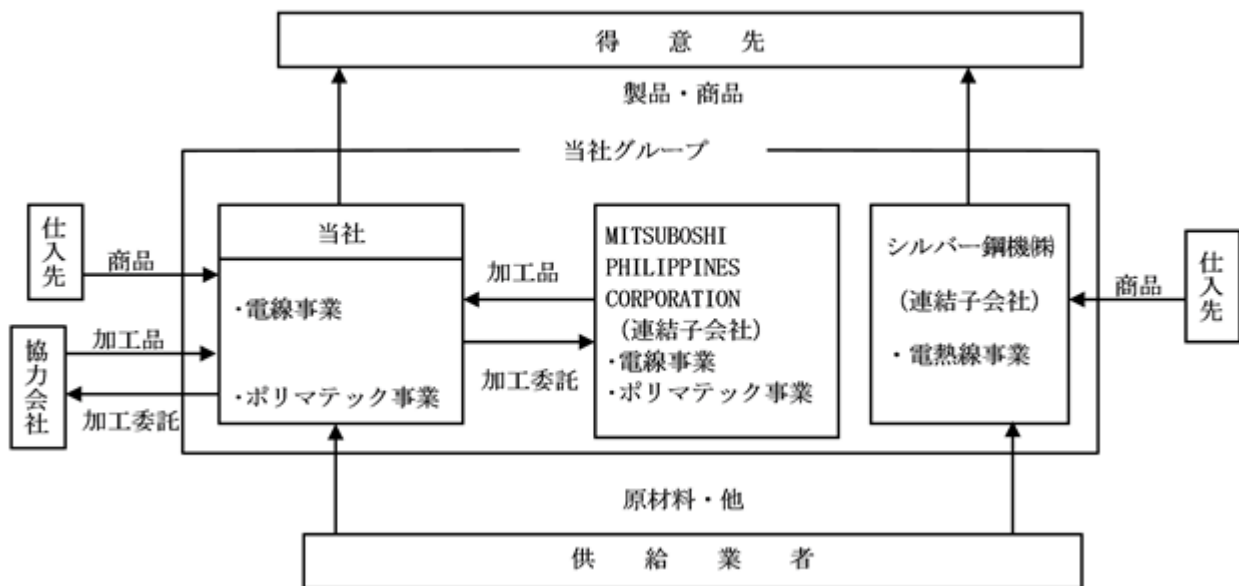 得 意 先
製品・商品
当社グループ
仕入先
商品
協力会社
加工品
加工委託
当社
・電線事業
・ポリマテック事業
加工品
加工委託
MITSUBOSHI
PHILIPPINES
CORPORATION
(連結子会社)
・電線事業
・ポリマテック事業
シルバー鋼機㈱
(連結子会社)
・電熱線事業
商品
仕入先
原材料・他
供 給 業 者